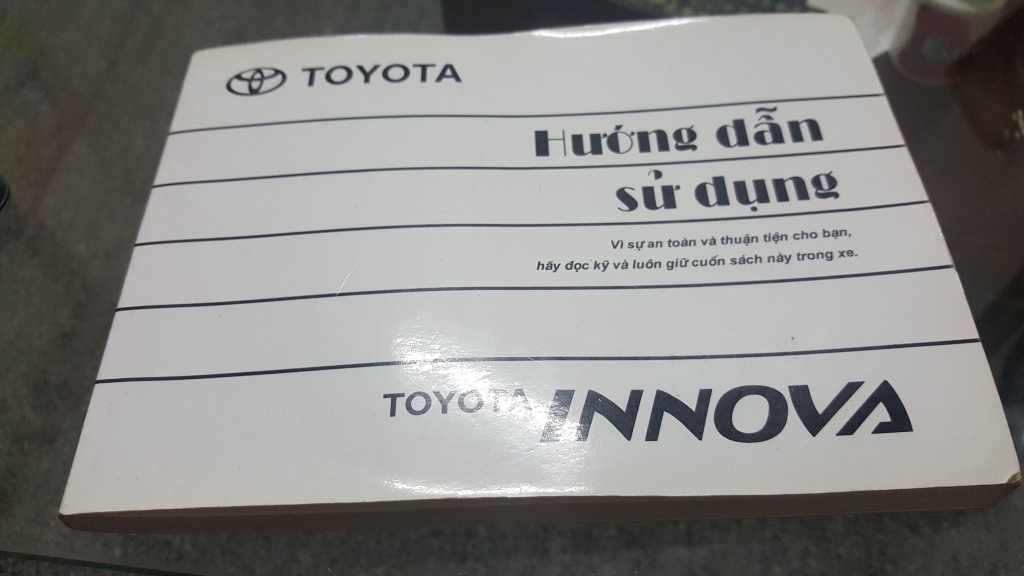 TOYOTA
Hướng dẫn
sử dụng
Vì sự an toàn và thuận tiện cho bạn,
hãy đọc kỹ và luôn giữ cuốn sách này trong xe.
TOYOTA INNOVA